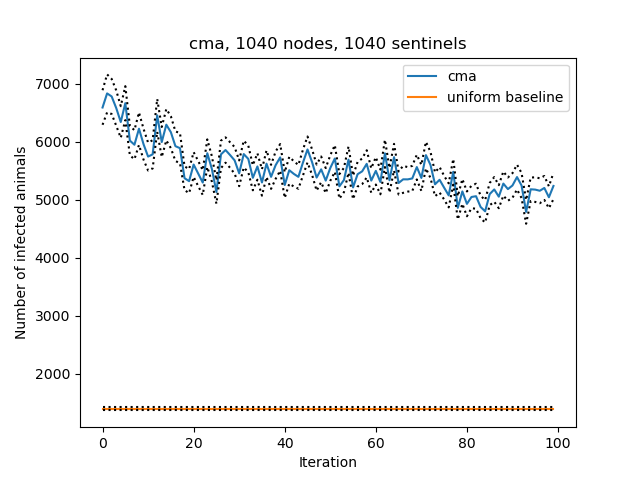 cma, 1040 nodes, 1040 sentinels
cma
uniform baseline
7000
6000
5000
4000
3000
2000
Number of infected animals
0 20 40 60 80 100
Iteration